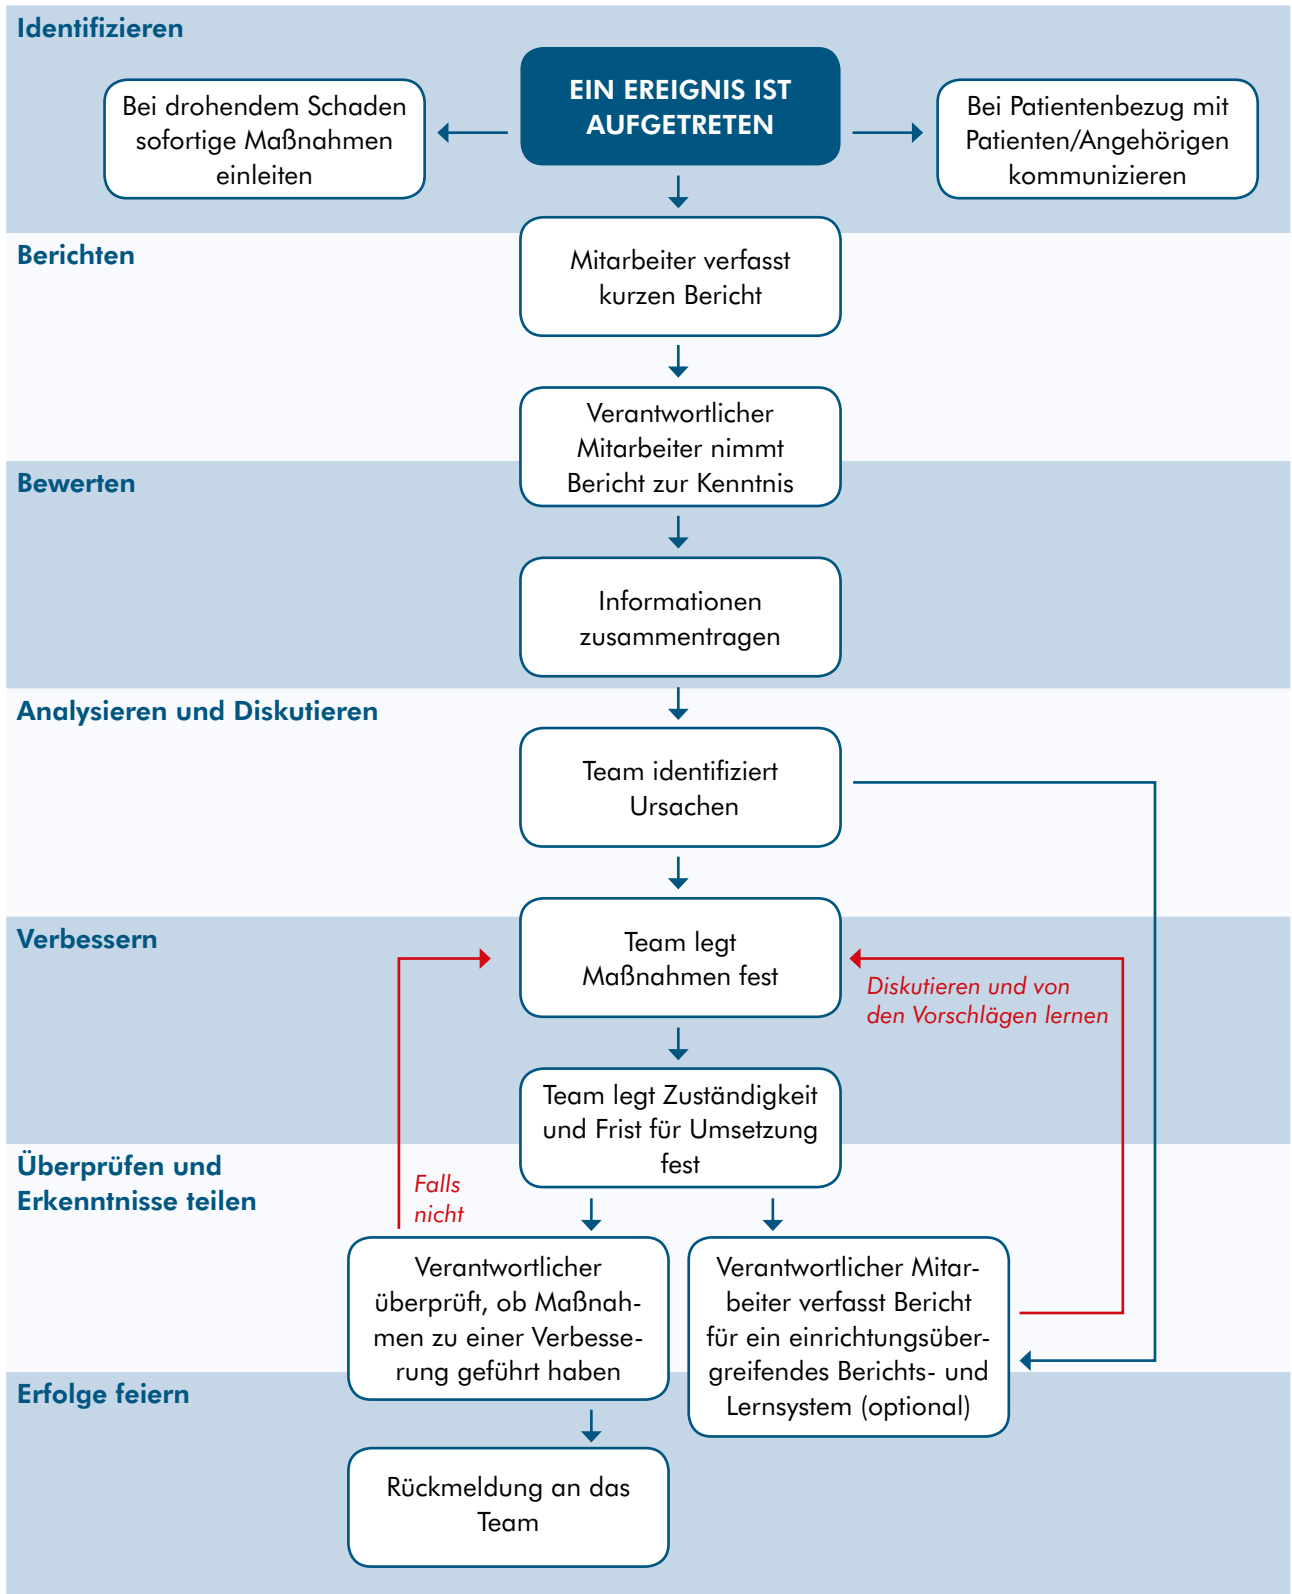 Identifizieren
Bei drohendem Schaden
sofortige Maßnahmen
einleiten
EIN EREIGNIS IST
AUFGETRETEN
Bei Patientenbezug mit
Patienten/Angehörigen
kommunizieren
Berichten
Mitarbeiter verfasst
kurzen Bericht
Verantwortlicher
Mitarbeiter nimmt
Bericht zur Kenntnis
Bewerten
Informationen
zusammentragen
Analysieren und Diskutieren
Team identifiziert
Ursachen
Verbessern
Team legt
Maßnahmen fest
Diskutieren und von
den Vorschlägen lernen
Team legt Zuständigkeit
und Frist für Umsetzung
fest
Überprüfen und
Erkenntnisse teilen
Falls
nicht
Verantwortlicher
überprüft, ob Maßnah-
men zu einer Verbesse-
rung geführt haben
Verantwortlicher Mitar-
beiter verfasst Bericht
für ein einrichtungsüber-
greifendes Berichts- und
Lernsystem (optional)
Erfolge feiern
Rückmeldung an das
Team